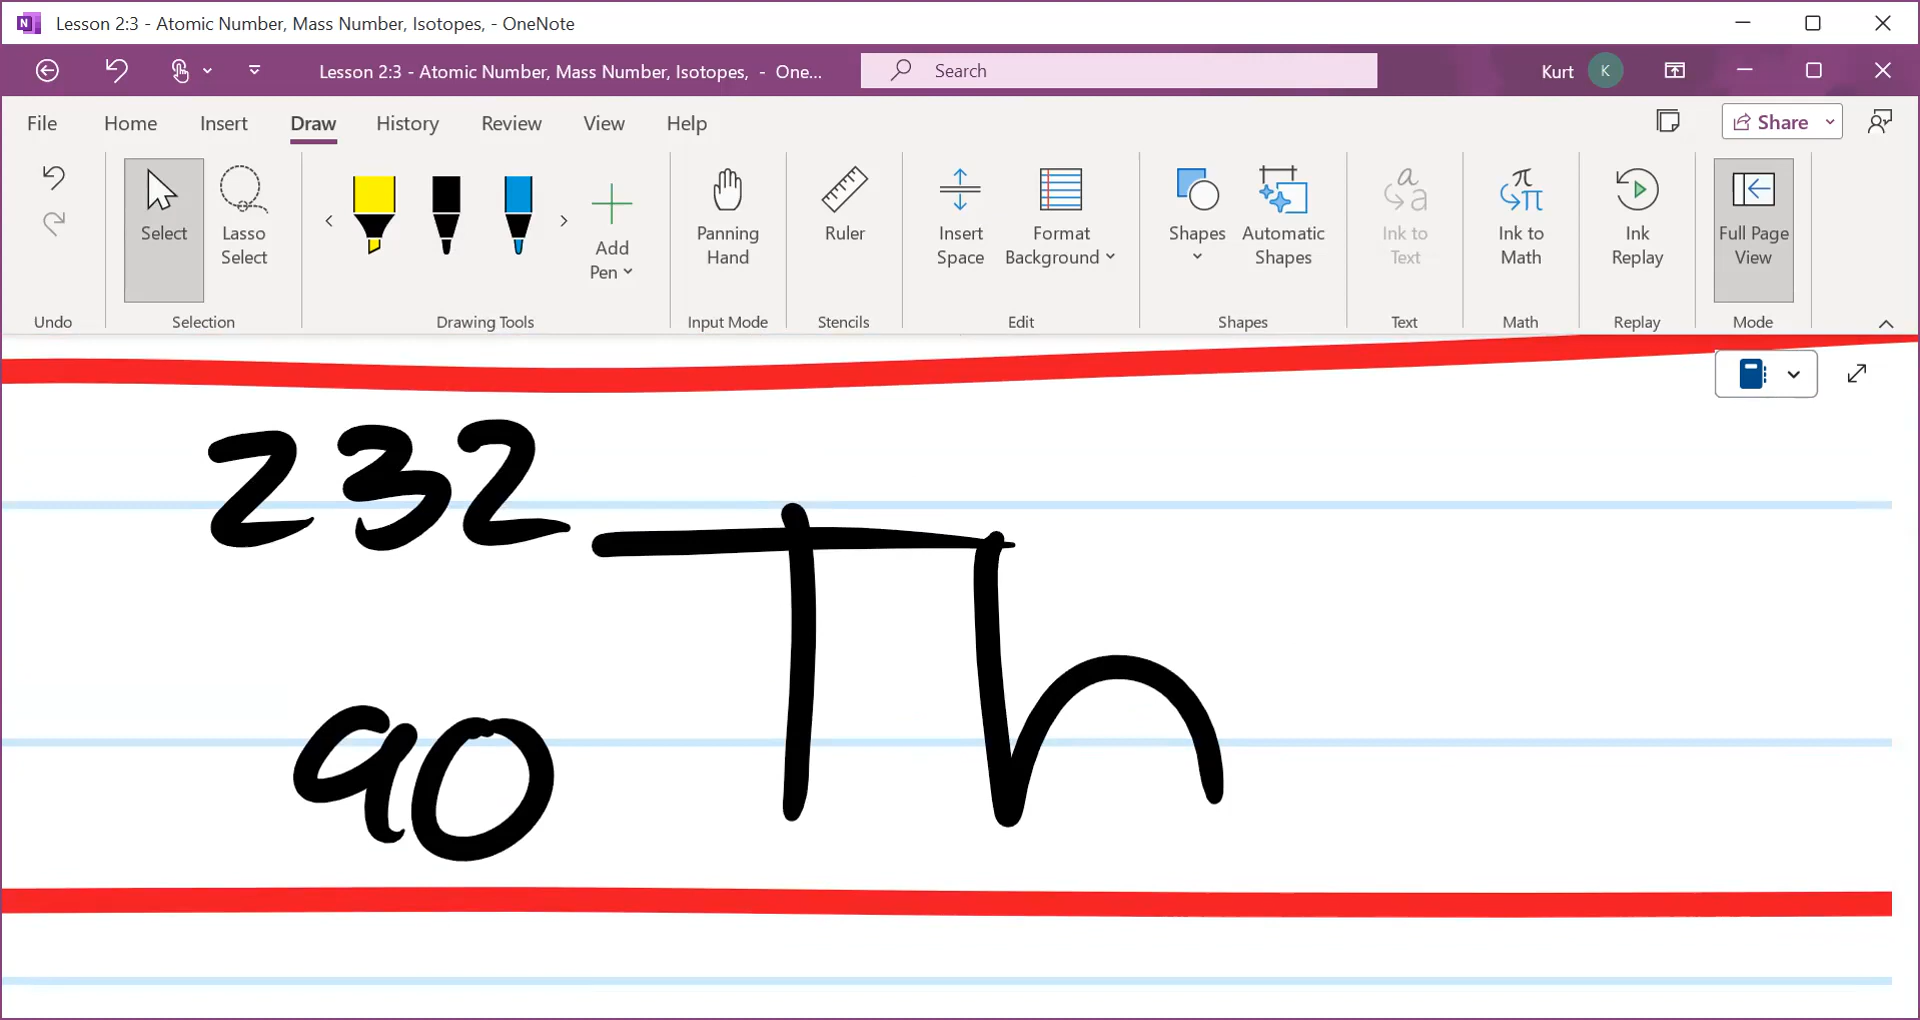 Lesson 2:3 - Atomic Number, Mass Number, Isotopes, - OneNote
Lesson 2:3 - Atomic Number, Mass Number, Isotopes, - One... Search Kurt K
File Home Insert Draw History Review View Help Share
Select
Lasso Select
Add Pen
Panning Hand
Ruler
Insert Space
Format Background
Shapes
Automatic Shapes
Ink to Text
Ink to Math
Ink Replay
Full Page View
Undo Selection Drawing Tools Input Mode Stencils Edit Shapes Text Math Replay Mode
232
Th
90